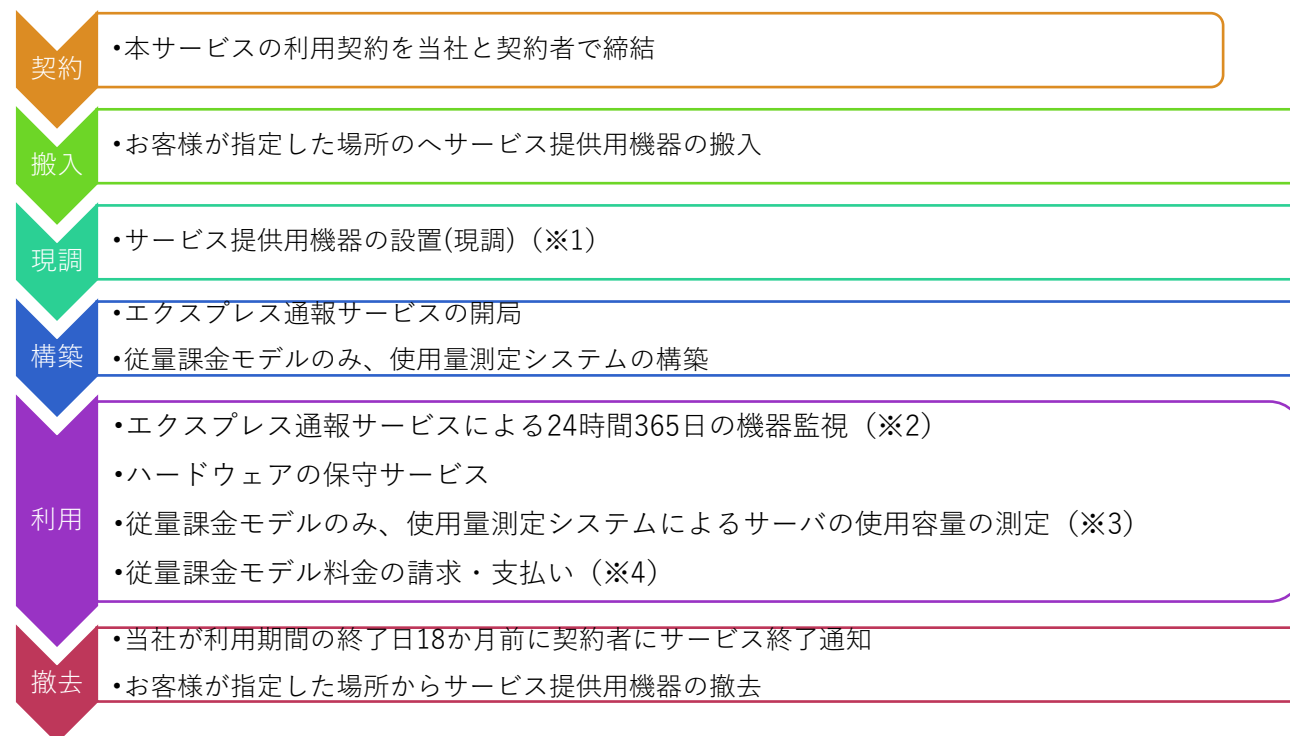 契約
•本サービスの利用契約を当社と契約者で締結
搬入
•お客様が指定した場所のへサービス提供用機器の搬入
現調
•サービス提供用機器の設置(現調)（※1）
構築
•エクスプレス通報サービスの開局
•従量課金モデルのみ、使用量測定システムの構築
利用
•エクスプレス通報サービスによる24時間365日の機器監視（※2）
•ハードウェアの保守サービス
•従量課金モデルのみ、使用量測定システムによるサーバの使用容量の測定（※3）
•従量課金モデル料金の請求・支払い（※4）
撤去
•当社が利用期間の終了日18か月前に契約者にサービス終了通知
•お客様が指定した場所からサービス提供用機器の撤去